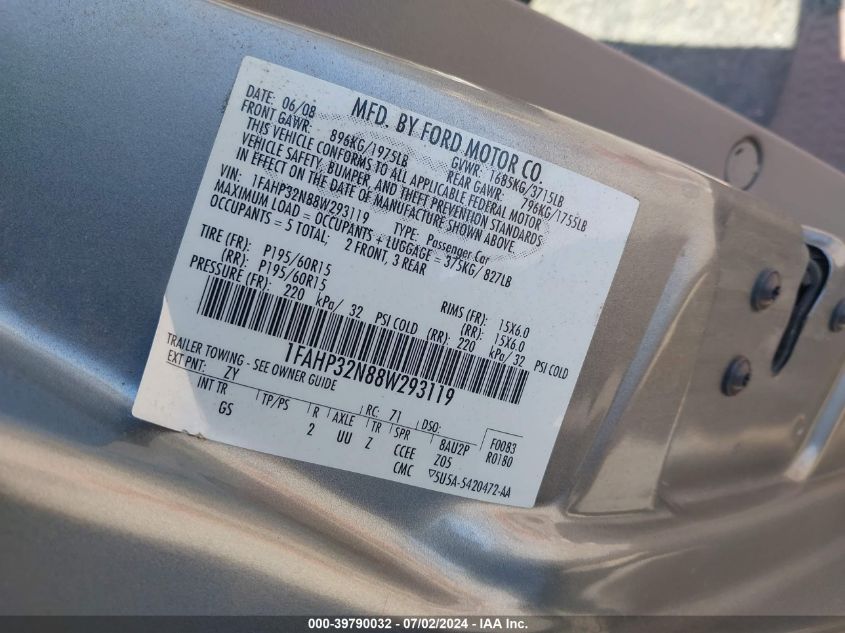 MFD. BY FORD MOTOR CO.
DATE: 06/08 GVWR: 1685KG/3715LB
FRONT GAWR: 896KG/1975LB REAR GAWR: 796KG/1755LB
THIS VEHICLE CONFORMS TO ALL APPLICABLE FEDERAL MOTOR
VEHICLE SAFETY, BUMPER, AND THEFT PREVENTION STANDARDS
IN EFFECT ON THE DATE OF MANUFACTURE SHOWN ABOVE.
VIN: 1FAHP32N88W293119 TYPE: Passenger Car
MAXIMUM LOAD = OCCUPANTS + LUGGAGE = 375KG/ 827LB
OCCUPANTS = 5 TOTAL; 2 FRONT, 3 REAR
TIRE (FR): P195/60R15 RIMS (FR): 15X6.0
(RR): P195/60R15 (RR): 15X6.0
PRESSURE (FR): 220 kPa/ 32 PSI COLD (RR): 220 kPa/32 PSI COLD
1FAHP32N88W293119
TRAILER TOWING - SEE OWNER GUIDE
EXT PNT: ZY RC: 71 DSO: F0083
INT TR TP/PS R AXLE TR SPR 8AU2P R0180
GS 2 UU Z CCEE Z05
CMC ▽5U5A-5420472-AA
000-39790032 - 07/02/2024 - IAA Inc.